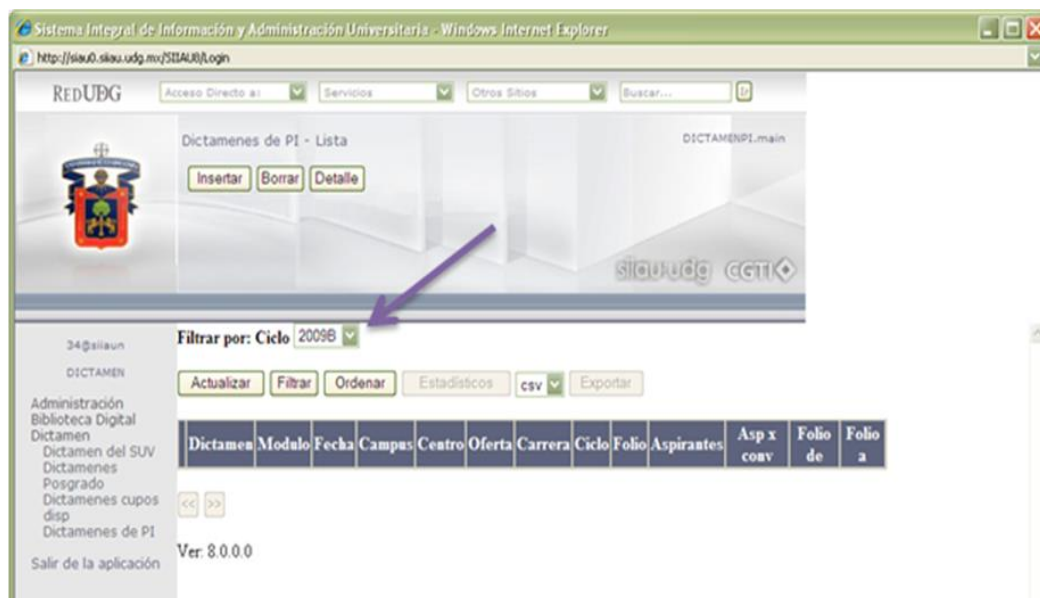 Sistema Integral de Información y Administración Universitaria - Windows Internet Explorer
http://siau0.siiau.udg.mx/SIIAU8/Login
RED UDG Acceso Directo a: Servicios Otros Sitios Buscar... Ir
Dictamenes de PI - Lista DICTAMENPI.main
Insertar Borrar Detalle
siiau:udg CGTI
34@siiaun
DICTAMEN
Administración
Biblioteca Digital
Dictamen
Dictamen del SUV
Dictamenes
Posgrado
Dictamenes cupos
disp
Dictamenes de PI
Salir de la aplicación
Filtrar por: Ciclo 2009B
Actualizar Filtrar Ordenar Estadísticos csv Exportar
Dictamen Modulo Fecha Campus Centro Oferta Carrera Ciclo Folio Aspirantes Asp x conv Folio de Folio a
<< >>
Ver: 8.0.0.0